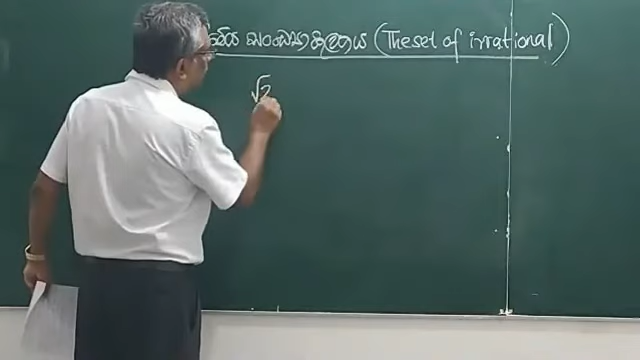 සංඛ්‍යා කුලකය (The set of irrational)
√2